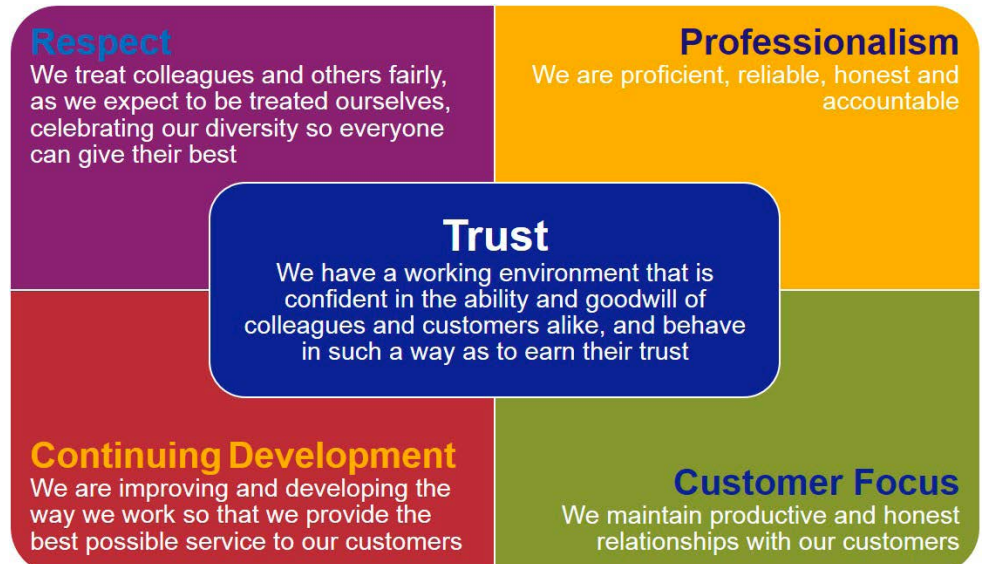 Respect
We treat colleagues and others fairly,
as we expect to be treated ourselves,
celebrating our diversity so everyone
can give their best
Professionalism
We are proficient, reliable, honest and
accountable
Trust
We have a working environment that is
confident in the ability and goodwill of
colleagues and customers alike, and behave
in such a way as to earn their trust
Continuing Development
We are improving and developing the
way we work so that we provide the
best possible service to our customers
Customer Focus
We maintain productive and honest
relationships with our customers